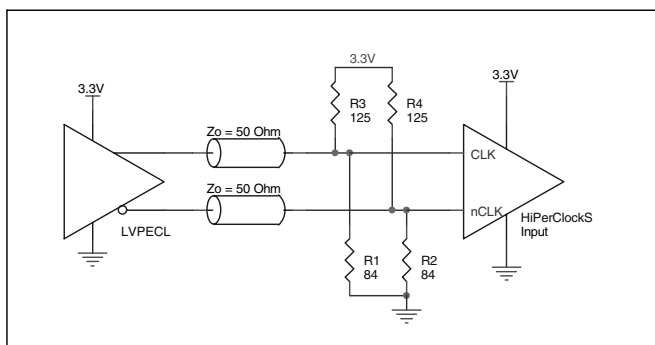 3.3V
3.3V
3.3V
R3
125
R4
125
Zo = 50 Ohm
CLK
Zo = 50 Ohm
nCLK
HiPerClockS
Input
LVPECL
R1
84
R2
84